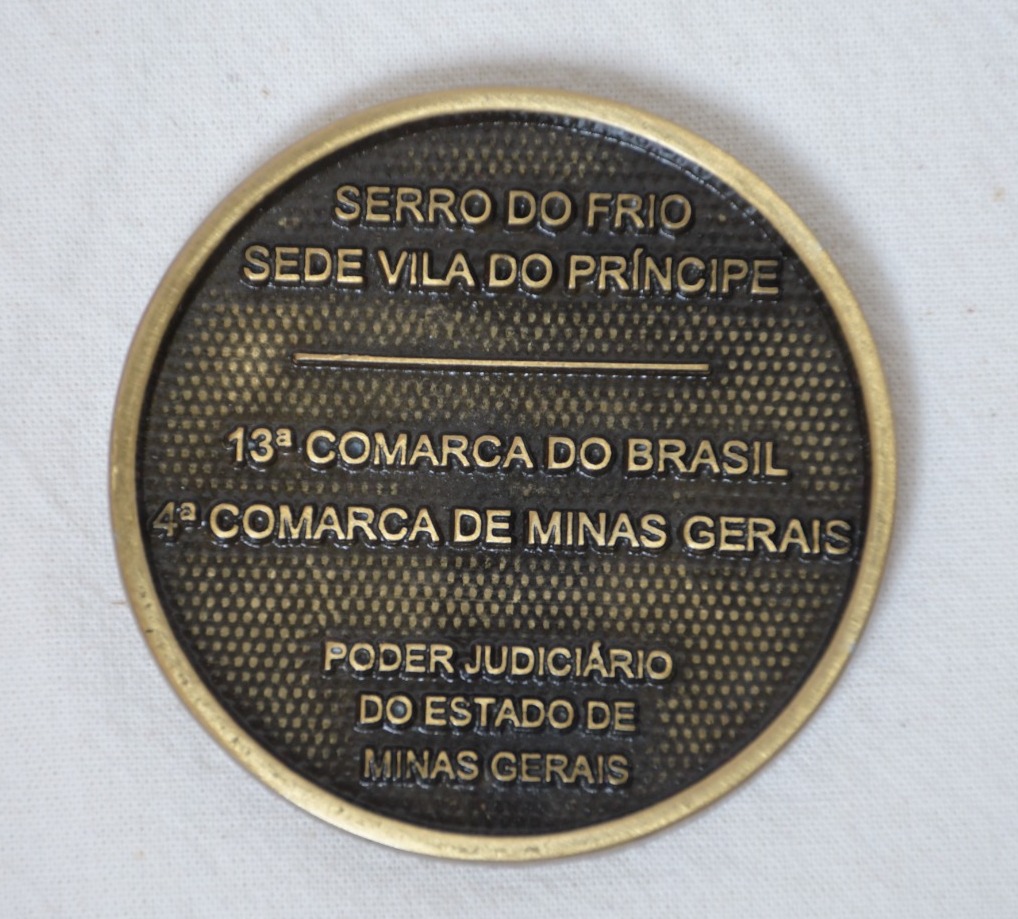 SERRO DO FRIO
SEDE VILA DO PRÍNCIPE
13ª COMARCA DO BRASIL
4ª COMARCA DE MINAS GERAIS
PODER JUDICIÁRIO
DO ESTADO DE
MINAS GERAIS